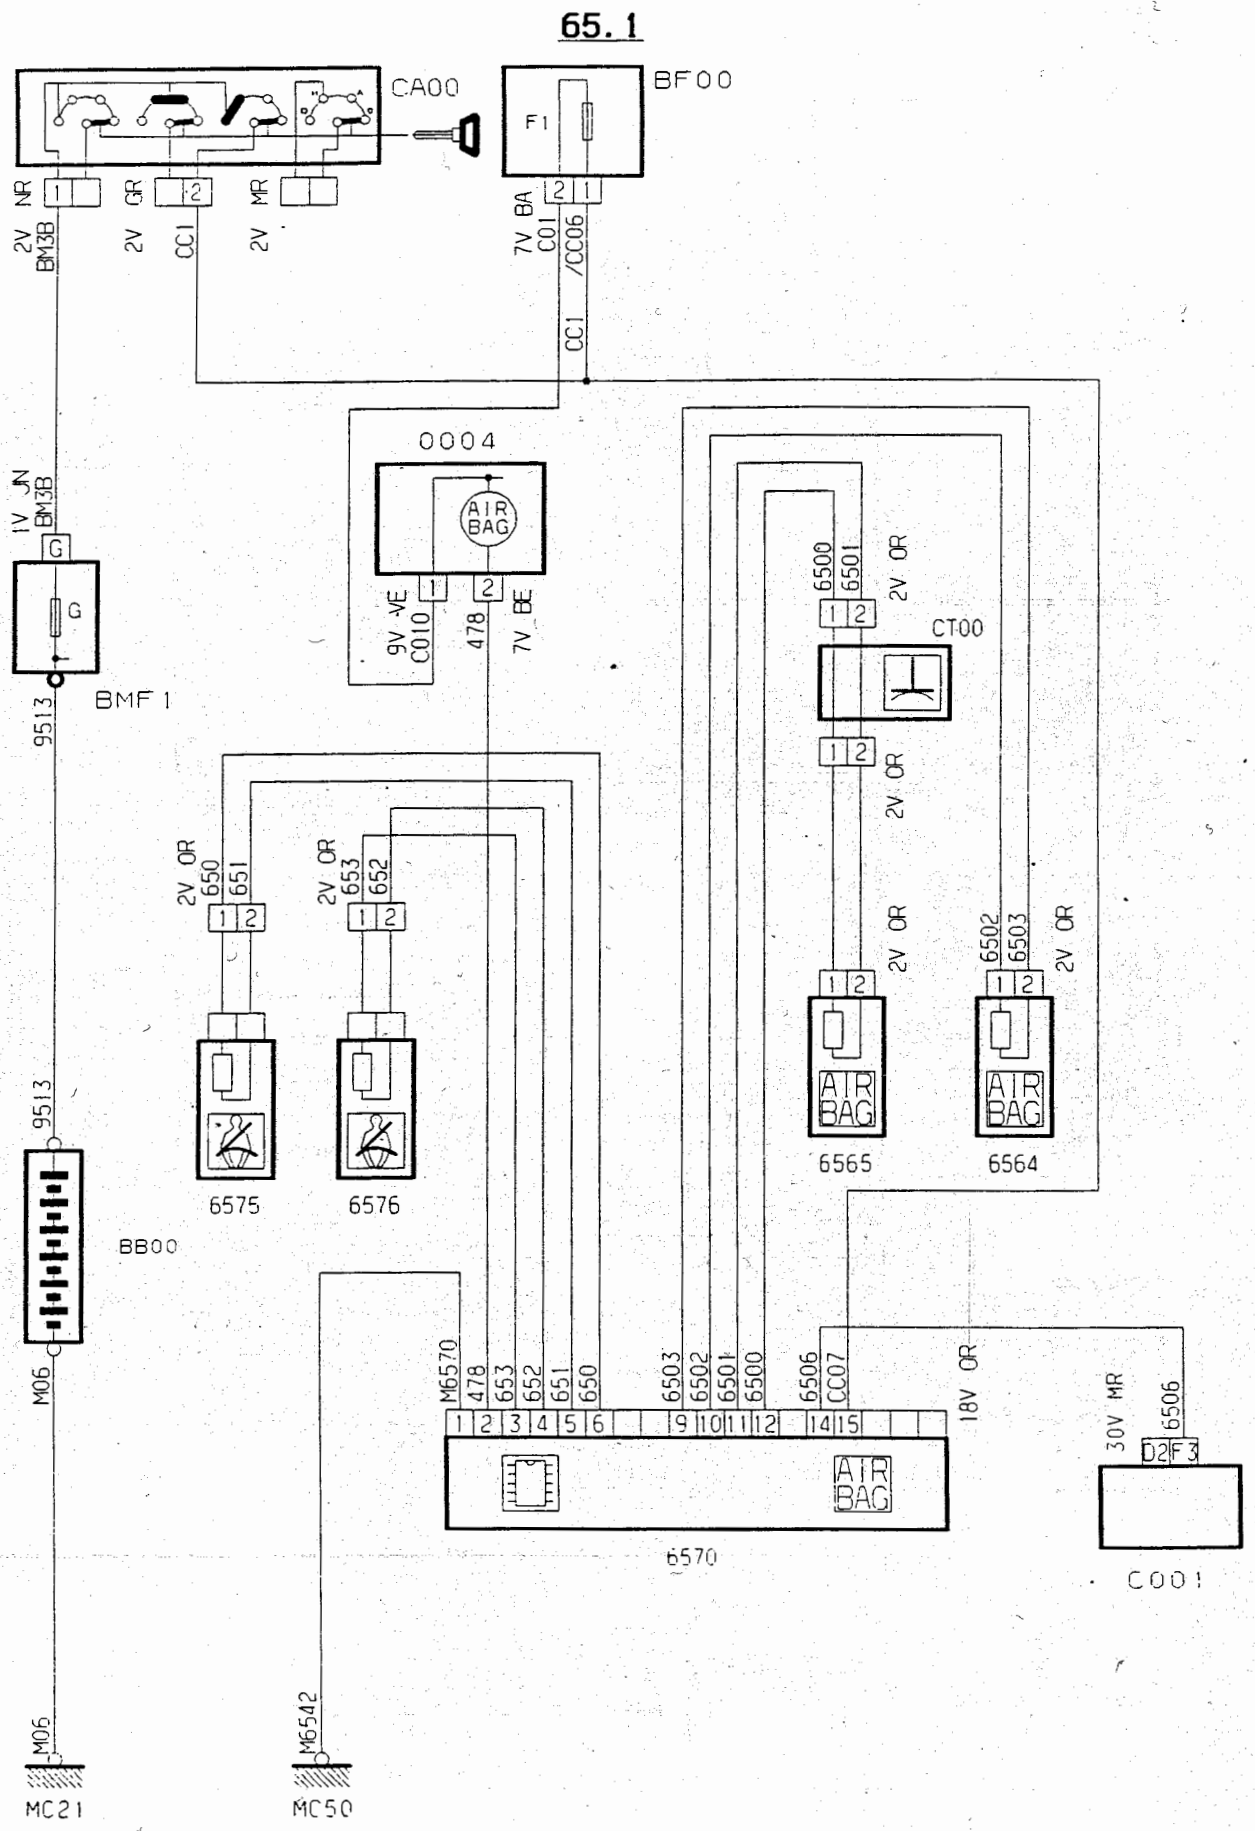 65.1
CA00
BF00
F1
H A
1
2
2 1
2V NR
BM3B
2V GR
CC1
2V MR
7V BA
C01
/CC06
CC1
0004
AIR
BAG
1 2
9V VE
C010
478
7V BE
1V JN
BM3B
G
G
BMF1
9513
6500
6501
2V OR
1 2
CT00
1 2
2V OR
2V OR
650
651
1 2
2V OR
653
652
1 2
2V OR
1 2
6502
6503
2V OR
1 2
AIR
BAG
AIR
BAG
6565
6564
9513
6575
6576
BB00
M06
M6570
478
653
652
651
650
6503
6502
6501
6500
6506
CC07
18V OR
1 2 3 4 5 6 9 10 11 12 14 15
AIR
BAG
6570
30V MR
6506
D2 F3
C001
M06
M6542
MC21
MC50